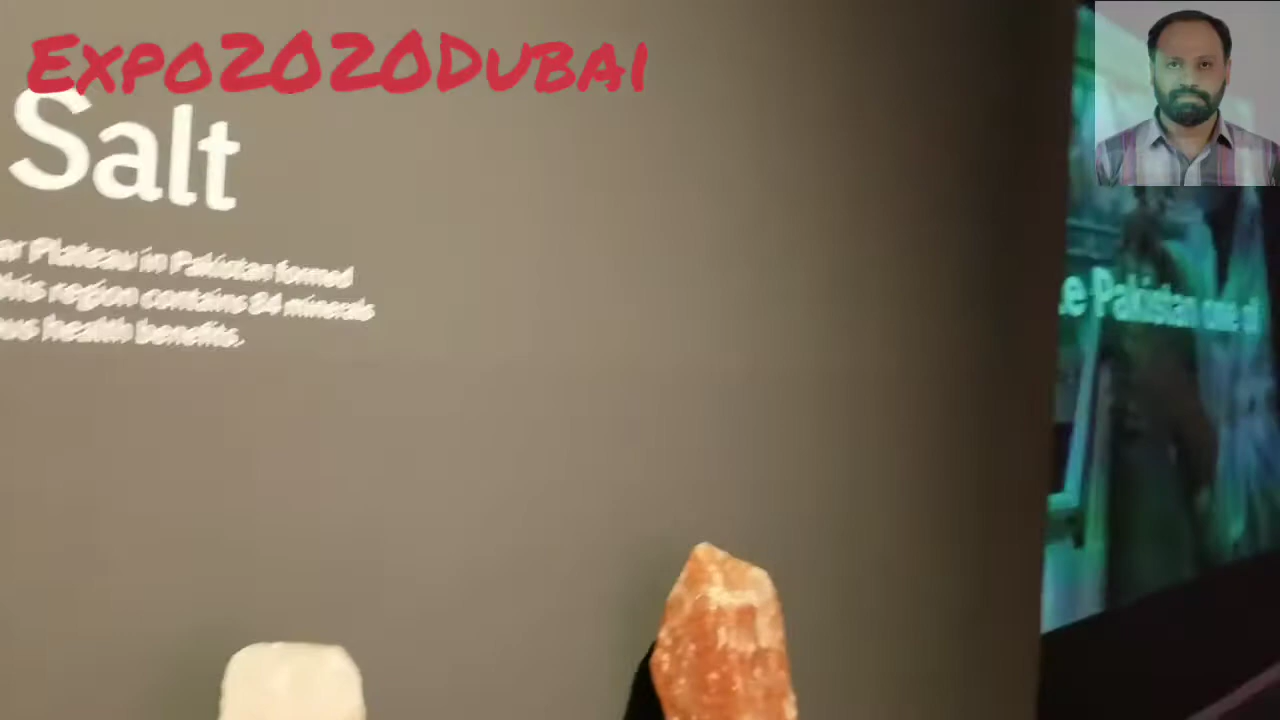 Expo2020Dubai
Salt
Plateau in Pakistan formed
this region contains 84 minerals
health benefits.
Pakistan